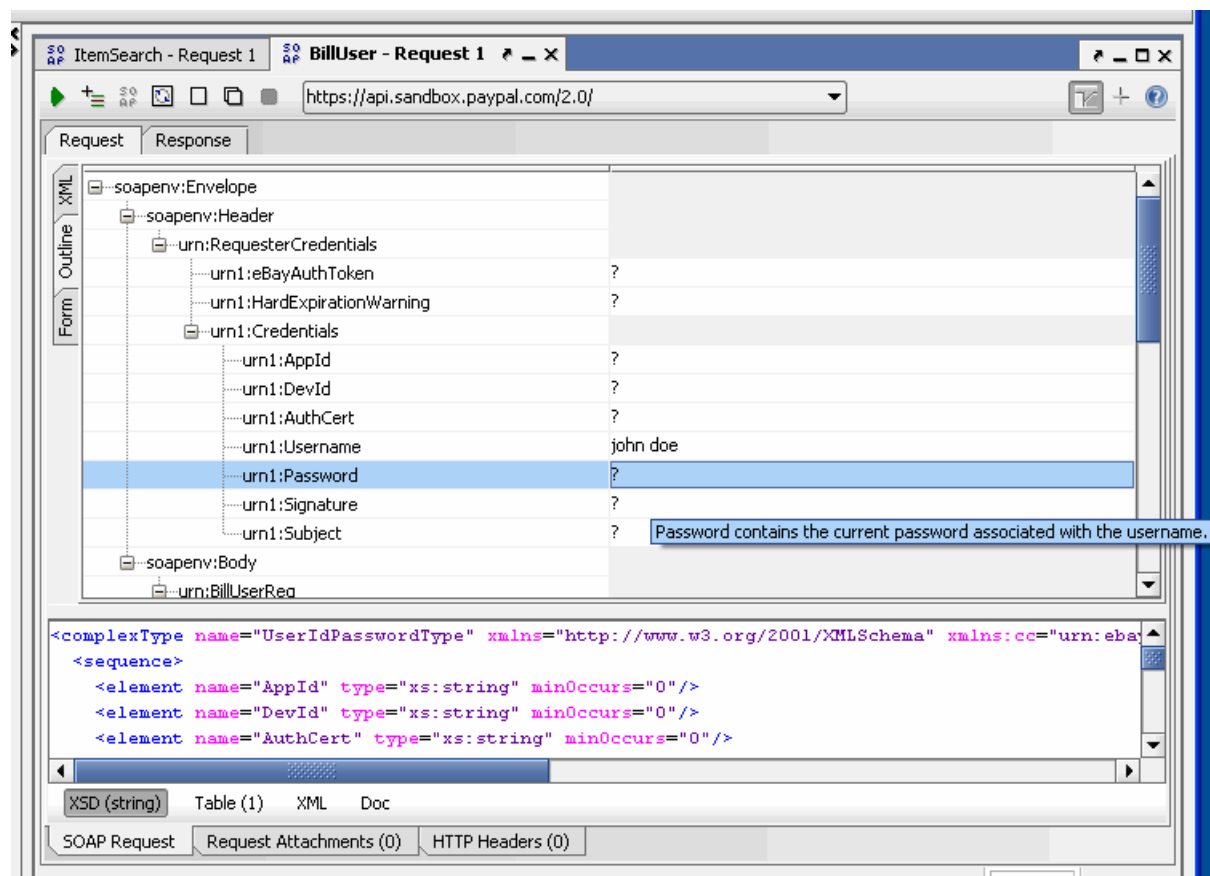 ItemSearch - Request 1
BillUser - Request 1
https://api.sandbox.paypal.com/2.0/
Request
Response
XML
Outline
Form
soapenv:Envelope
soapenv:Header
urn:RequesterCredentials
urn1:eBayAuthToken ?
urn1:HardExpirationWarning ?
urn1:Credentials
urn1:AppId ?
urn1:DevId ?
urn1:AuthCert ?
urn1:Username john doe
urn1:Password ?
urn1:Signature ?
urn1:Subject ?
Password contains the current password associated with the username.
soapenv:Body
urn:BillUserReq
<complexType name="UserIdPasswordType" xmlns="http://www.w3.org/2001/XMLSchema" xmlns:cc="urn:ebay
<sequence>
<element name="AppId" type="xs:string" minOccurs="0"/>
<element name="DevId" type="xs:string" minOccurs="0"/>
<element name="AuthCert" type="xs:string" minOccurs="0"/>
XSD (string) Table (1) XML Doc
SOAP Request Request Attachments (0) HTTP Headers (0)